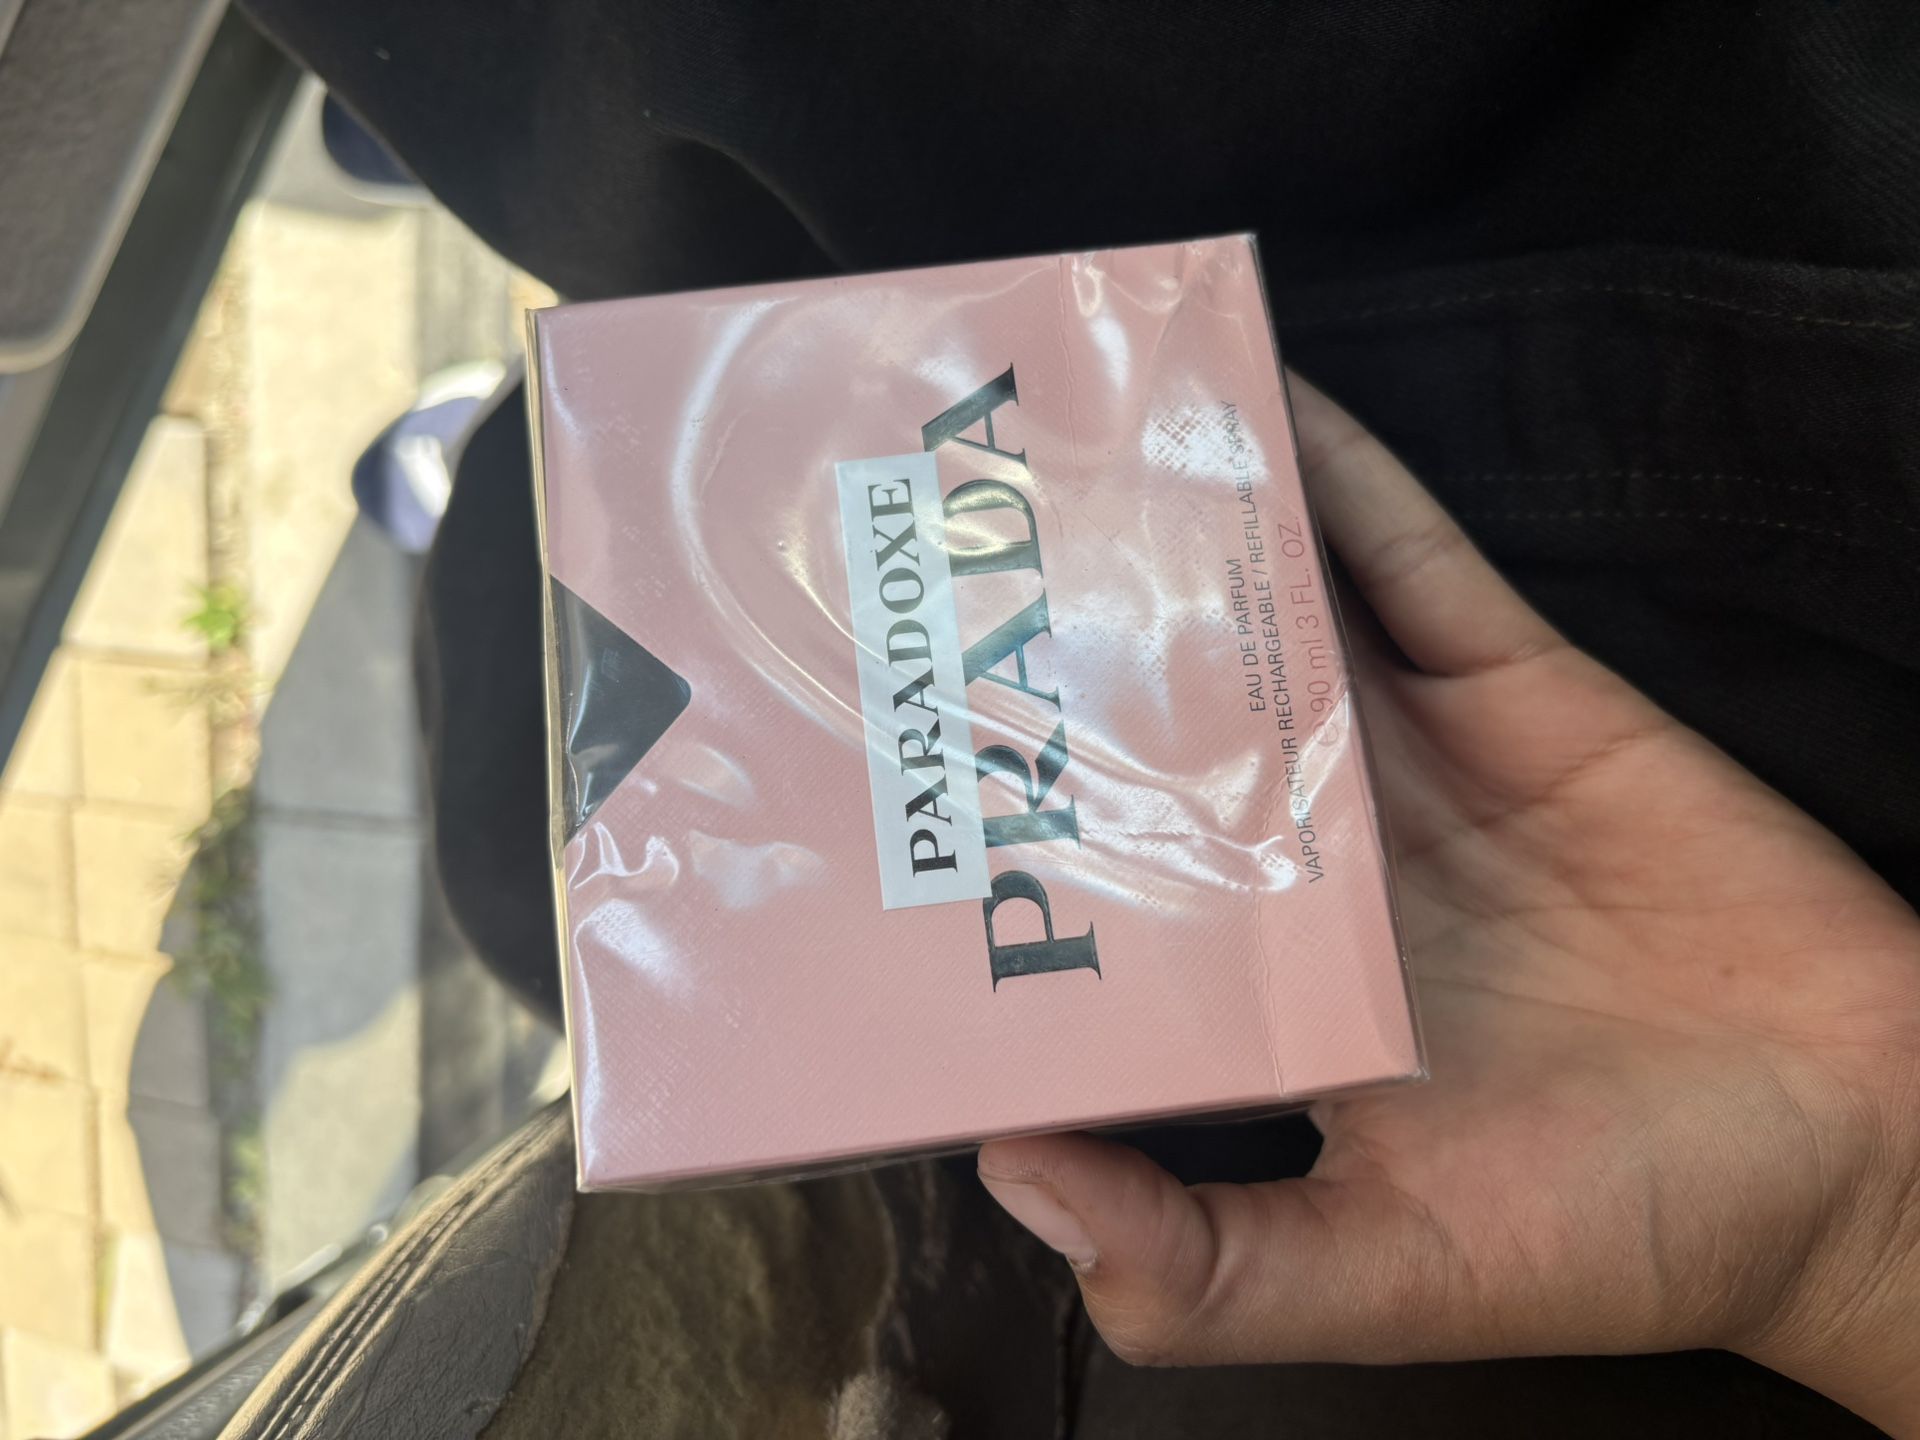 PARADOXE
PRADA
EAU DE PARFUM
VAPORISATEUR RECHARGEABLE / REFILLABLE SPRAY
℮ 90 ml 3 FL. OZ.